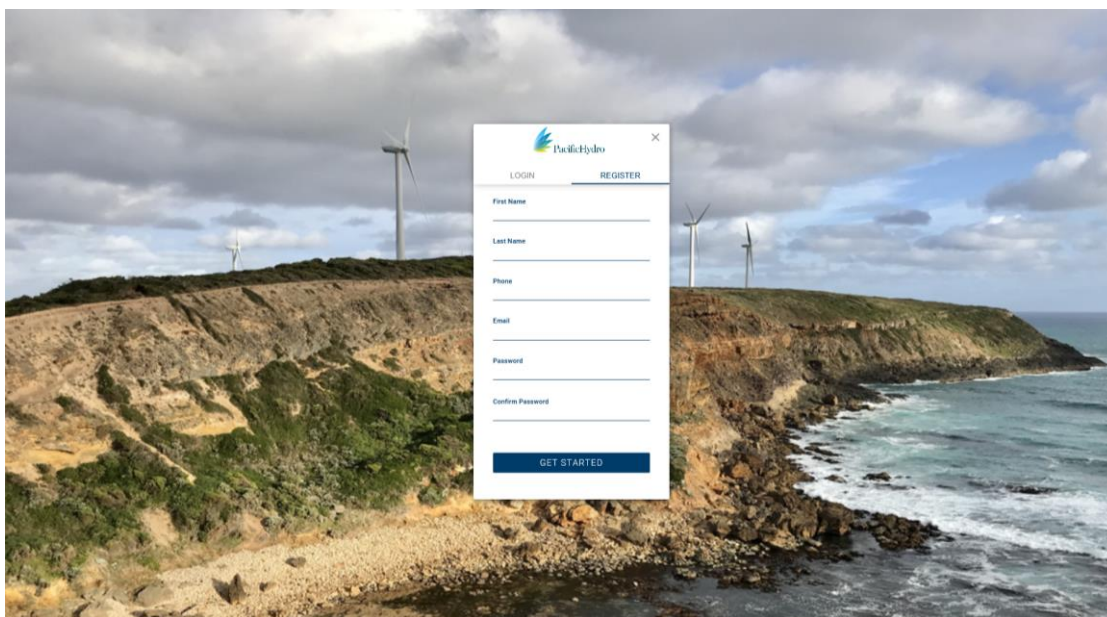 PacificHydro
LOGIN REGISTER
First Name
Last Name
Phone
Email
Password
Confirm Password
GET STARTED